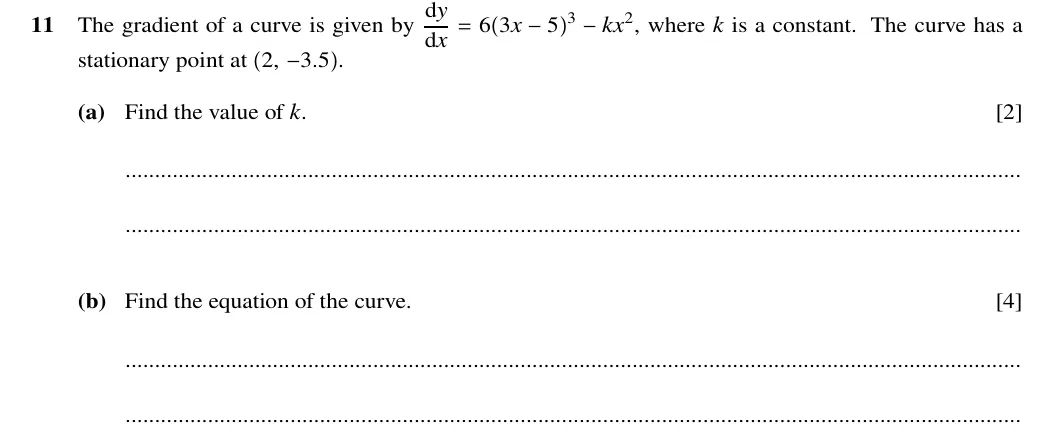 11 The gradient of a curve is given by dy/dx = 6(3x − 5)³ − kx², where k is a constant. The curve has a
stationary point at (2, −3.5).
(a) Find the value of k. [2]
................................................................................
................................................................................
(b) Find the equation of the curve. [4]
................................................................................
................................................................................